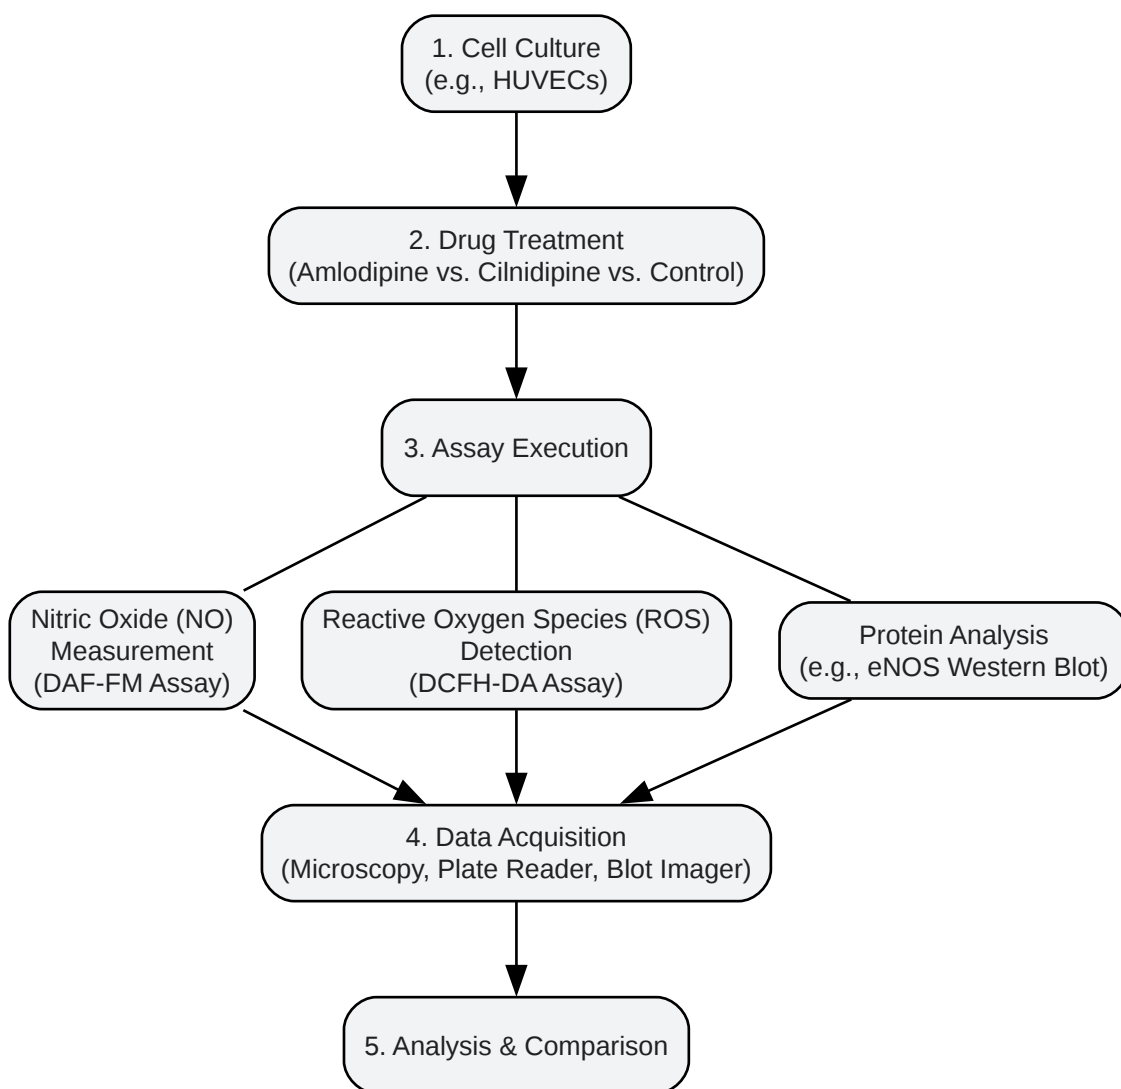 1. Cell Culture
(e.g., HUVECs)
2. Drug Treatment
(Amlodipine vs. Cilnidipine vs. Control)
3. Assay Execution
Nitric Oxide (NO)
Measurement
(DAF-FM Assay)
Reactive Oxygen Species (ROS)
Detection
(DCFH-DA Assay)
Protein Analysis
(e.g., eNOS Western Blot)
4. Data Acquisition
(Microscopy, Plate Reader, Blot Imager)
5. Analysis & Comparison